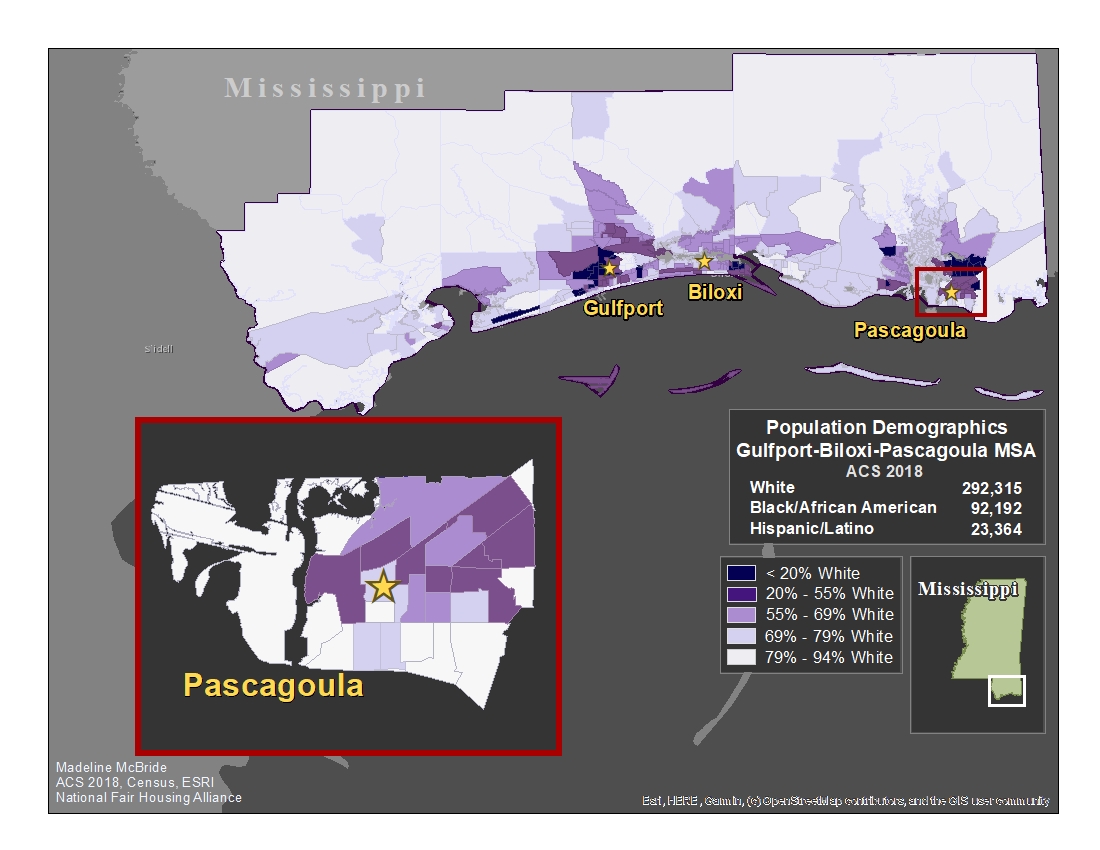 Mississippi
Gulfport
Biloxi
Pascagoula
Slidell
Population Demographics
Gulfport-Biloxi-Pascagoula MSA
ACS 2018
White 292,315
Black/African American 92,192
Hispanic/Latino 23,364
< 20% White
20% - 55% White
55% - 69% White
69% - 79% White
79% - 94% White
Mississippi
Pascagoula
Madeline McBride
ACS 2018, Census, ESRI
National Fair Housing Alliance
Esri, HERE, Garmin, (c) OpenStreetMap contributors, and the GIS user community